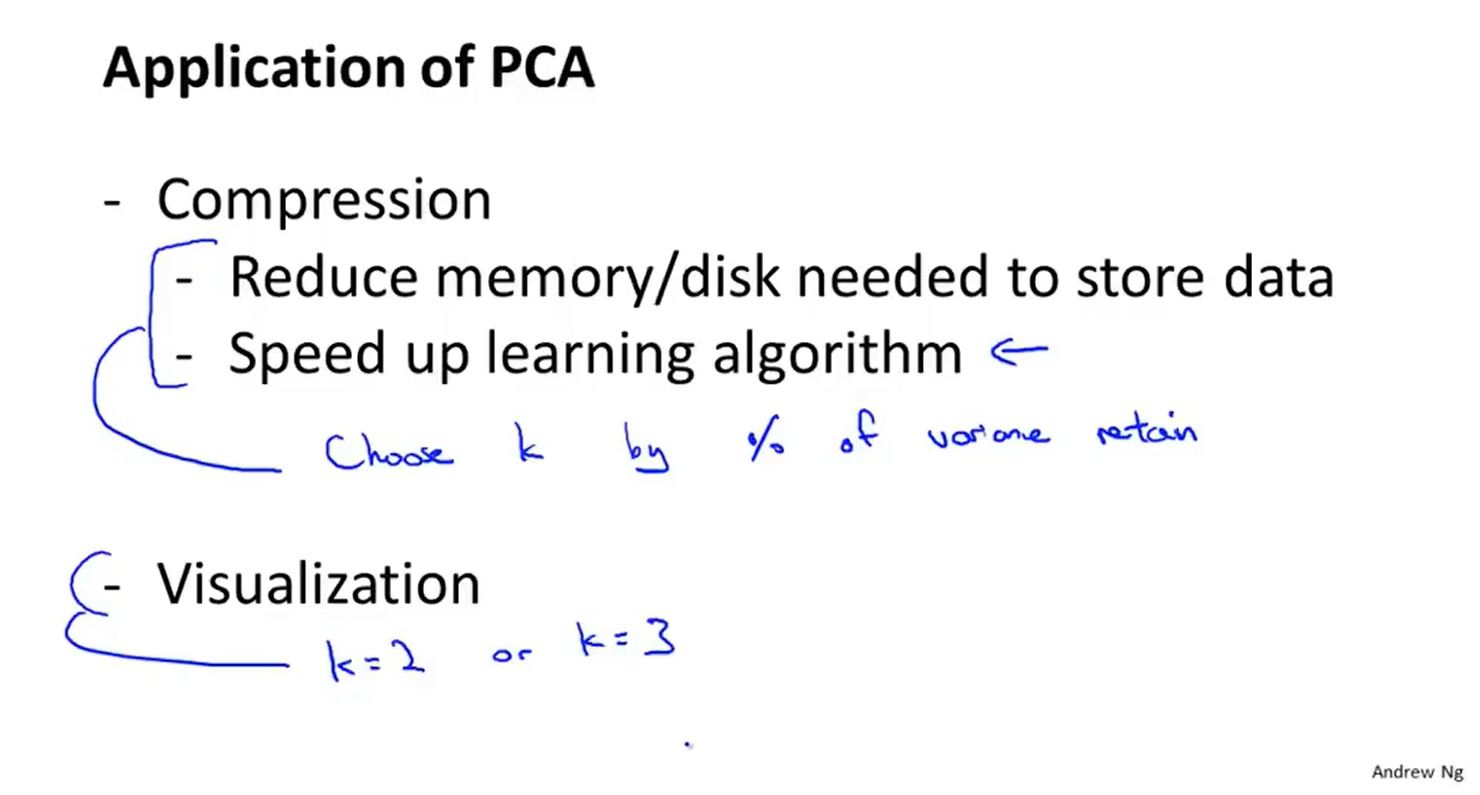 Application of PCA
- Compression
- Reduce memory/disk needed to store data
- Speed up learning algorithm ←
Choose k by % of variance retain
- Visualization
k = 2 or k = 3
Andrew Ng